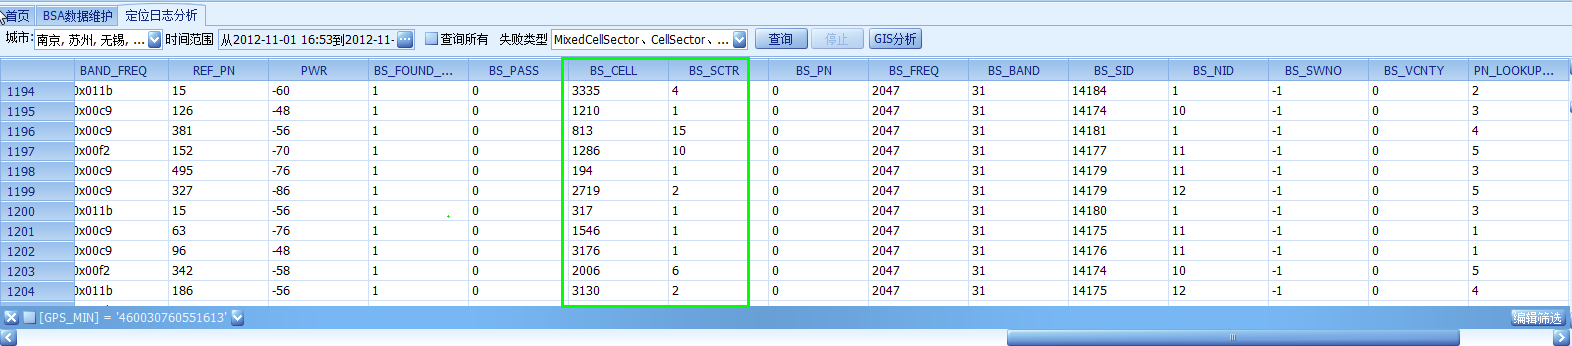 首页 BSA数据维护 定位日志分析
城市: 南京, 苏州, 无锡, ... 时间范围 从2012-11-01 16:53到2012-11- ... 查询所有 失败类型 MixedCellSector、CellSector、... 查询 停止 GIS分析
BAND_FREQ REF_PN PWR BS_FOUND_... BS_PASS BS_CELL BS_SCTR BS_PN BS_FREQ BS_BAND BS_SID BS_NID BS_SWNO BS_VCNTY PN_LOOKUP...
1194 0x011b 15 -60 1 0 3335 4 0 2047 31 14184 1 -1 0 2
1195 0x00c9 126 -48 1 0 1210 1 0 2047 31 14174 10 -1 0 3
1196 0x00c9 381 -56 1 0 813 15 0 2047 31 14181 1 -1 0 4
1197 0x00f2 152 -70 1 0 1286 10 0 2047 31 14177 11 -1 0 5
1198 0x00c9 495 -76 1 0 194 1 0 2047 31 14179 11 -1 0 3
1199 0x00c9 327 -86 1 0 2719 2 0 2047 31 14179 12 -1 0 5
1200 0x011b 15 -56 1 0 317 1 0 2047 31 14180 1 -1 0 3
1201 0x00c9 63 -76 1 0 1546 1 0 2047 31 14175 11 -1 0 1
1202 0x00c9 96 -48 1 0 3176 1 0 2047 31 14176 11 -1 0 1
1203 0x00f2 342 -58 1 0 2006 6 0 2047 31 14174 10 -1 0 5
1204 0x011b 186 -56 1 0 3130 2 0 2047 31 14175 12 -1 0 4
[GPS_MIN] = '460030760551613' 编辑筛选